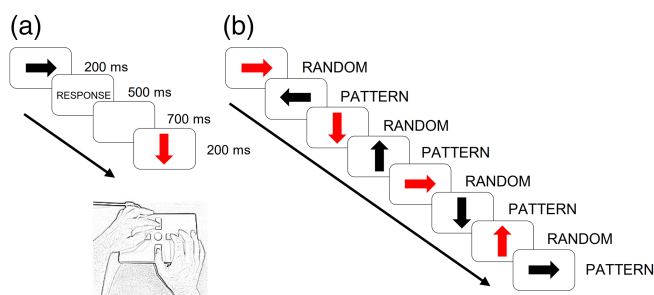 (a)
200 ms
RESPONSE
500 ms
700 ms
200 ms
(b)
RANDOM
PATTERN
RANDOM
PATTERN
RANDOM
PATTERN
RANDOM
PATTERN